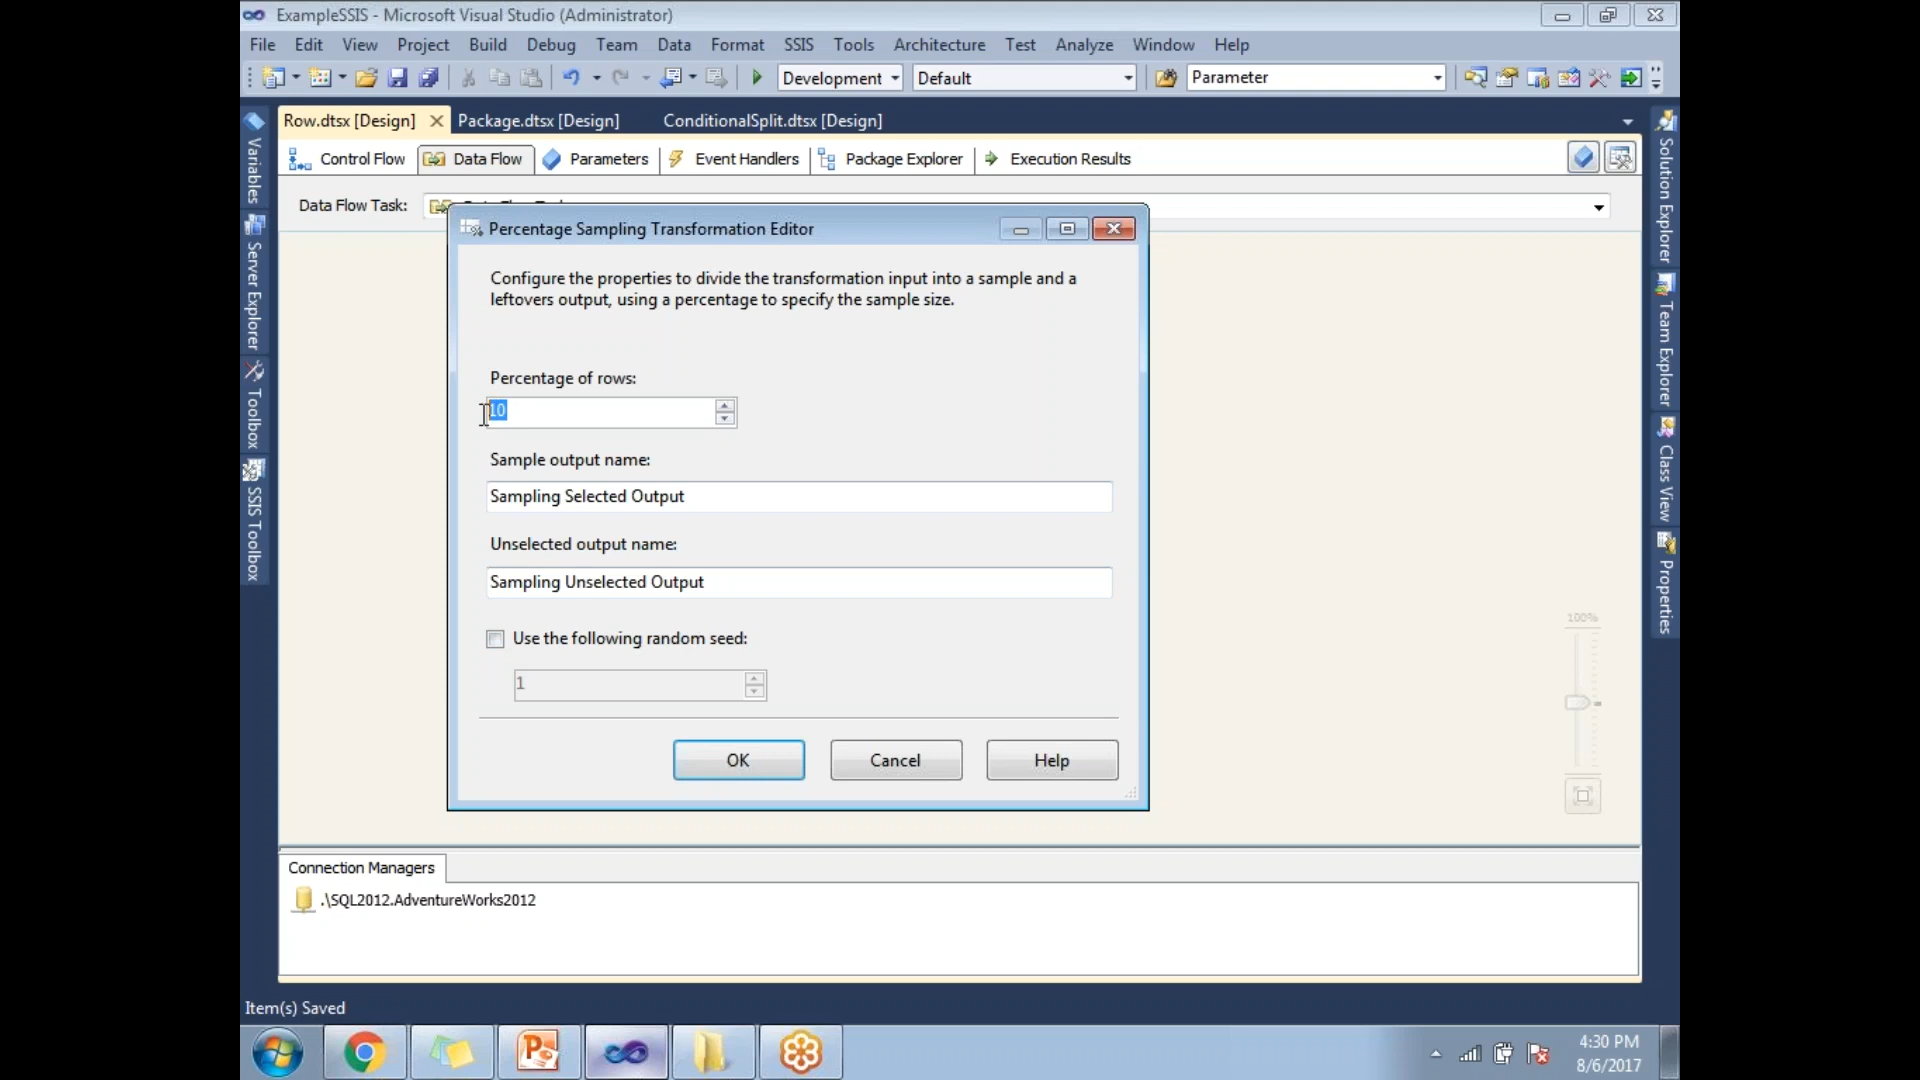 ExampleSSIS - Microsoft Visual Studio (Administrator)
File Edit View Project Build Debug Team Data Format SSIS Tools Architecture Test Analyze Window Help
Development Default Parameter
Row.dtsx [Design] Package.dtsx [Design] ConditionalSplit.dtsx [Design]
Control Flow Data Flow Parameters Event Handlers Package Explorer Execution Results
Data Flow Task:
Variables
Server Explorer
Toolbox
SSIS Toolbox
Percentage Sampling Transformation Editor
Configure the properties to divide the transformation input into a sample and a
leftovers output, using a percentage to specify the sample size.
Percentage of rows:
10
Sample output name:
Sampling Selected Output
Unselected output name:
Sampling Unselected Output
Use the following random seed:
1
OK Cancel Help
100%
Solution Explorer
Team Explorer
Class View
Properties
Connection Managers
.\SQL2012.AdventureWorks2012
Item(s) Saved
4:30 PM
8/6/2017